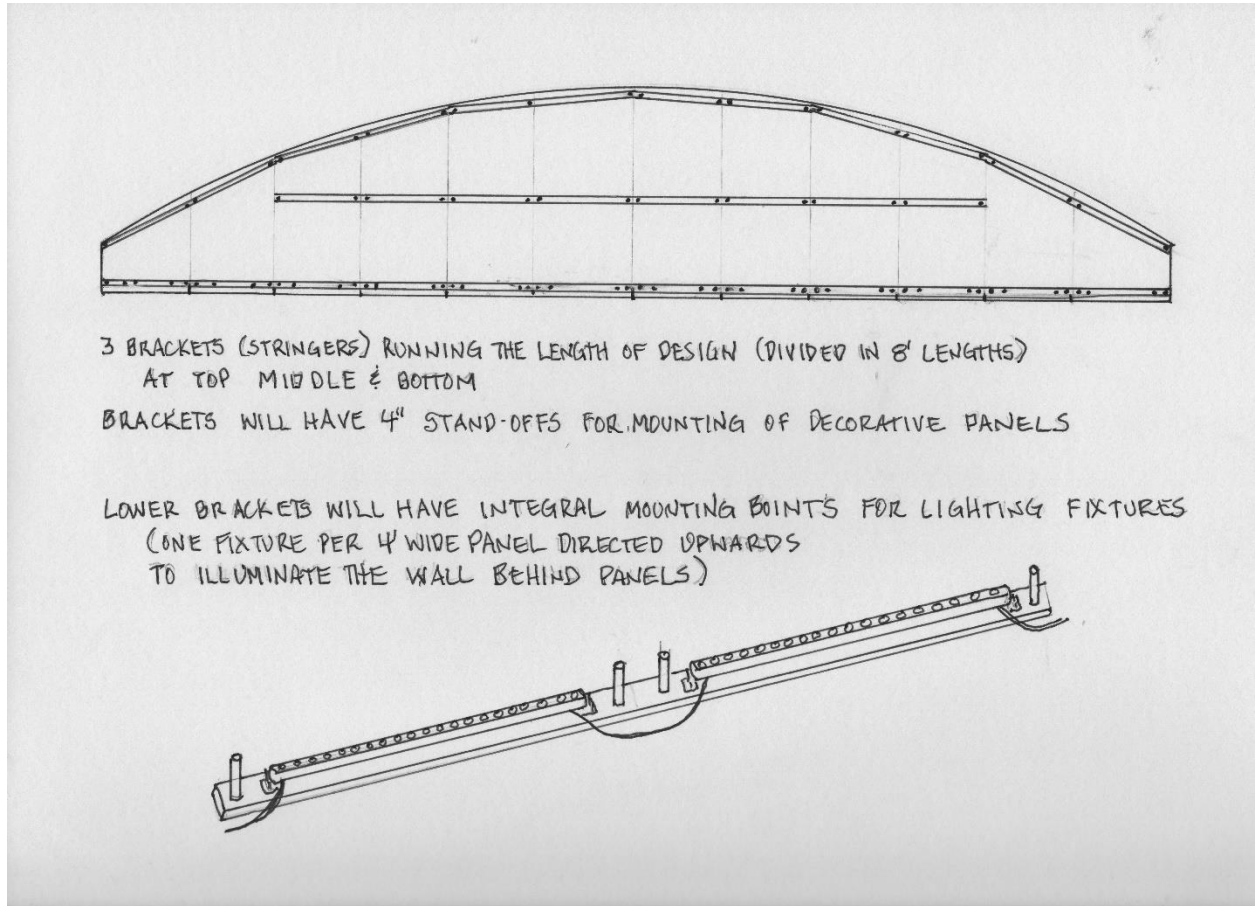 3 BRACKETS (STRINGERS) RUNNING THE LENGTH OF DESIGN (DIVIDED IN 8' LENGTHS)
AT TOP MIDDLE & BOTTOM
BRACKETS WILL HAVE 4" STAND-OFFS FOR MOUNTING OF DECORATIVE PANELS
LOWER BRACKETS WILL HAVE INTEGRAL MOUNTING BOINTS FOR LIGHTING FIXTURES
(ONE FIXTURE PER 4' WIDE PANEL DIRECTED UPWARDS
TO ILLUMINATE THE WALL BEHIND PANELS)